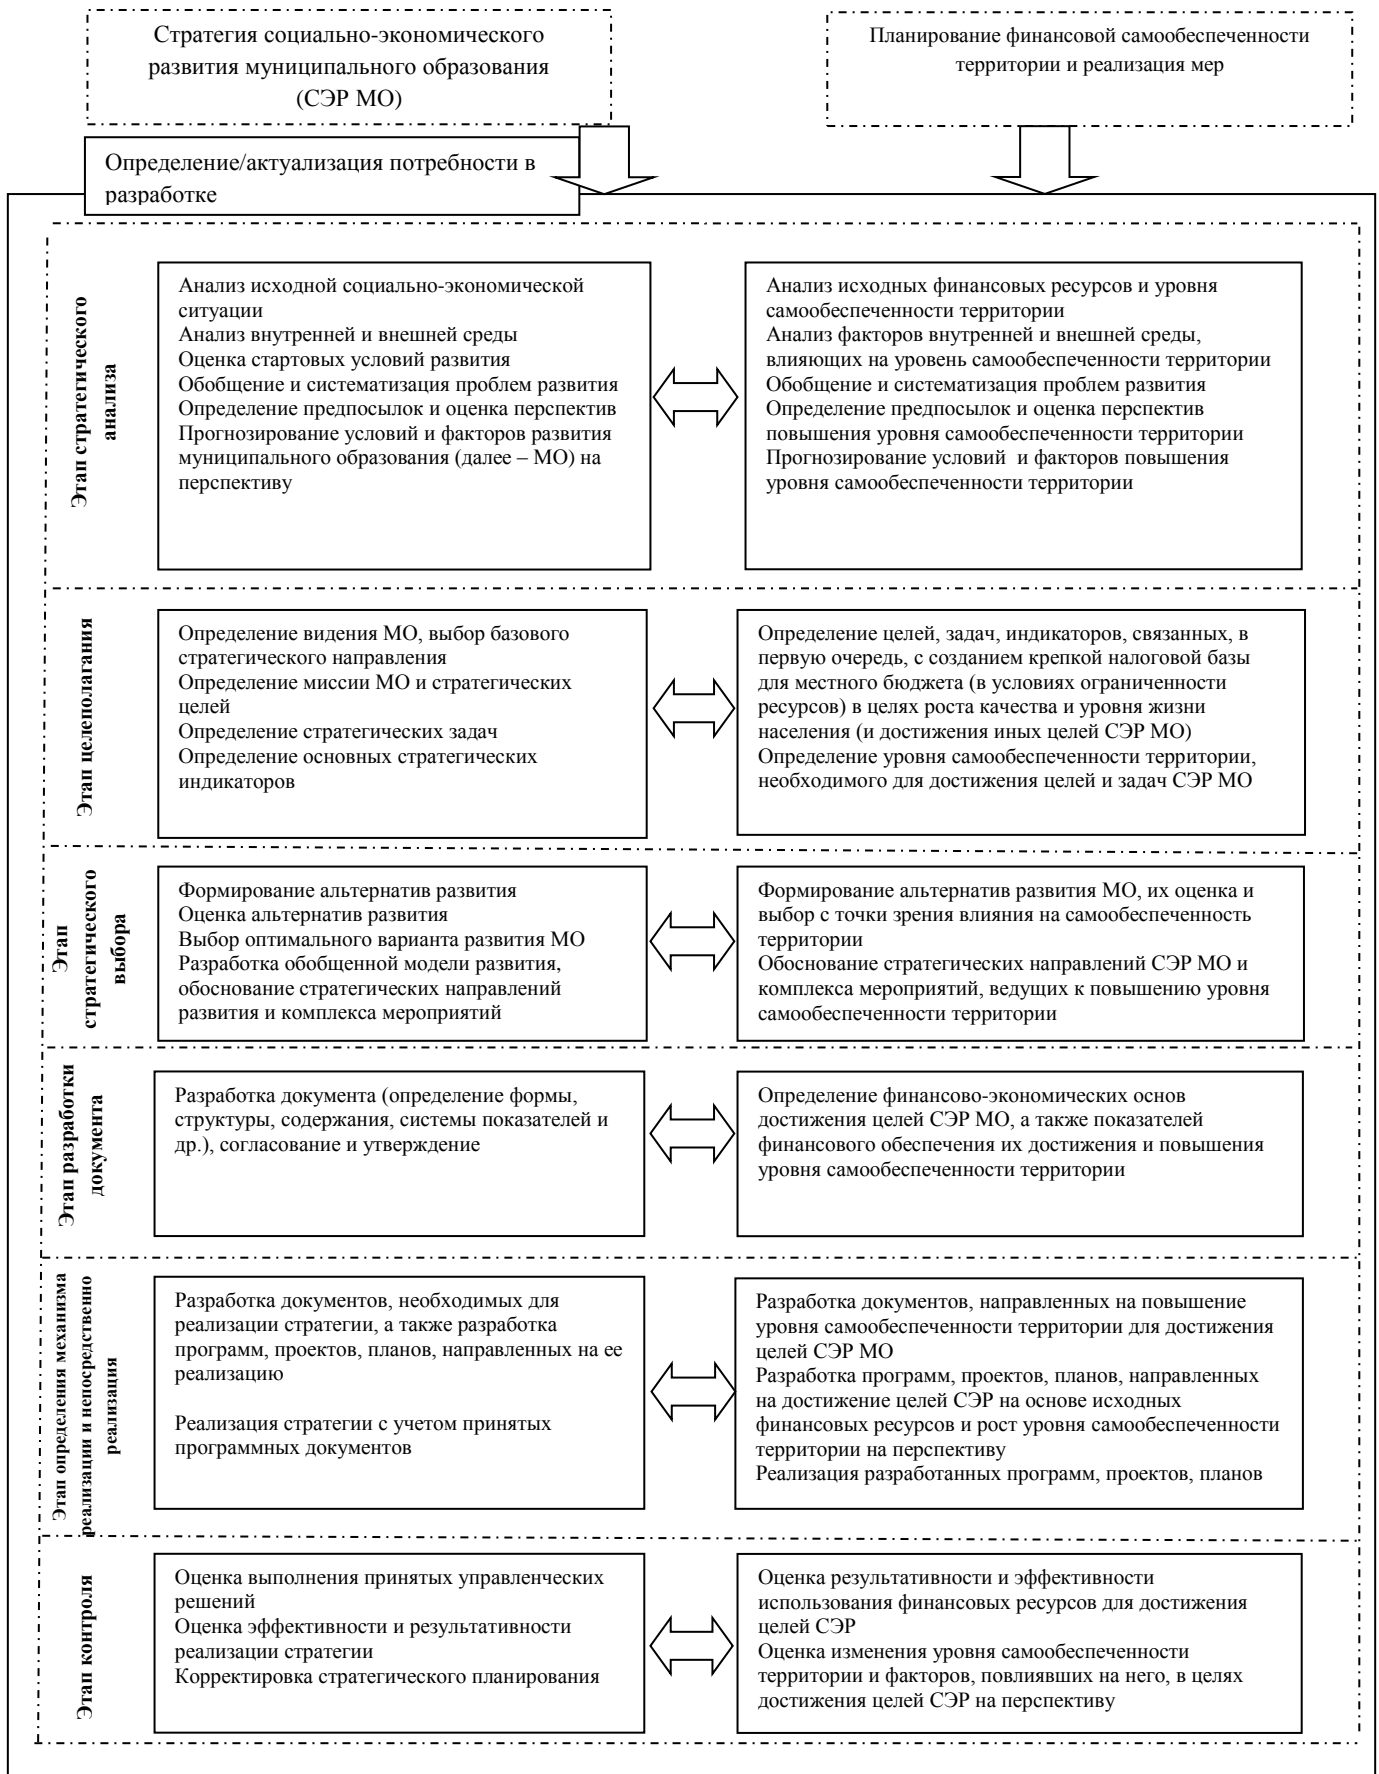 Стратегия социально-экономического
развития муниципального образования
(СЭР МО)
Планирование финансовой самообеспеченности
территории и реализация мер
Определение/актуализация потребности в
разработке
Этап стратегического
анализа
Анализ исходной социально-экономической
ситуации
Анализ внутренней и внешней среды
Оценка стартовых условий развития
Обобщение и систематизация проблем развития
Определение предпосылок и оценка перспектив
Прогнозирование условий и факторов развития
муниципального образования (далее – МО) на
перспективу
Анализ исходных финансовых ресурсов и уровня
самообеспеченности территории
Анализ факторов внутренней и внешней среды,
влияющих на уровень самообеспеченности территории
Обобщение и систематизация проблем развития
Определение предпосылок и оценка перспектив
повышения уровня самообеспеченности территории
Прогнозирование условий и факторов повышения
уровня самообеспеченности территории
Этап целеполагания
Определение видения МО, выбор базового
стратегического направления
Определение миссии МО и стратегических
целей
Определение стратегических задач
Определение основных стратегических
индикаторов
Определение целей, задач, индикаторов, связанных, в
первую очередь, с созданием крепкой налоговой базы
для местного бюджета (в условиях ограниченности
ресурсов) в целях роста качества и уровня жизни
населения (и достижения иных целей СЭР МО)
Определение уровня самообеспеченности территории,
необходимого для достижения целей и задач СЭР МО
Этап
стратегического
выбора
Формирование альтернатив развития
Оценка альтернатив развития
Выбор оптимального варианта развития МО
Разработка обобщенной модели развития,
обоснование стратегических направлений
развития и комплекса мероприятий
Формирование альтернатив развития МО, их оценка и
выбор с точки зрения влияния на самообеспеченность
территории
Обоснование стратегических направлений СЭР МО и
комплекса мероприятий, ведущих к повышению уровня
самообеспеченности территории
Этап разработки
документа
Разработка документа (определение формы,
структуры, содержания, системы показателей и
др.), согласование и утверждение
Определение финансово-экономических основ
достижения целей СЭР МО, а также показателей
финансового обеспечения их достижения и повышения
уровня самообеспеченности территории
Этап определения механизма
реализации и непосредственно
реализация
Разработка документов, необходимых для
реализации стратегии, а также разработка
программ, проектов, планов, направленных на ее
реализацию
Реализация стратегии с учетом принятых
программных документов
Разработка документов, направленных на повышение
уровня самообеспеченности территории для достижения
целей СЭР МО
Разработка программ, проектов, планов, направленных
на достижение целей СЭР на основе исходных
финансовых ресурсов и рост уровня самообеспеченности
территории на перспективу
Реализация разработанных программ, проектов, планов
Этап контроля
Оценка выполнения принятых управленческих
решений
Оценка эффективности и результативности
реализации стратегии
Корректировка стратегического планирования
Оценка результативности и эффективности
использования финансовых ресурсов для достижения
целей СЭР
Оценка изменения уровня самообеспеченности
территории и факторов, повлиявших на него, в целях
достижения целей СЭР на перспективу